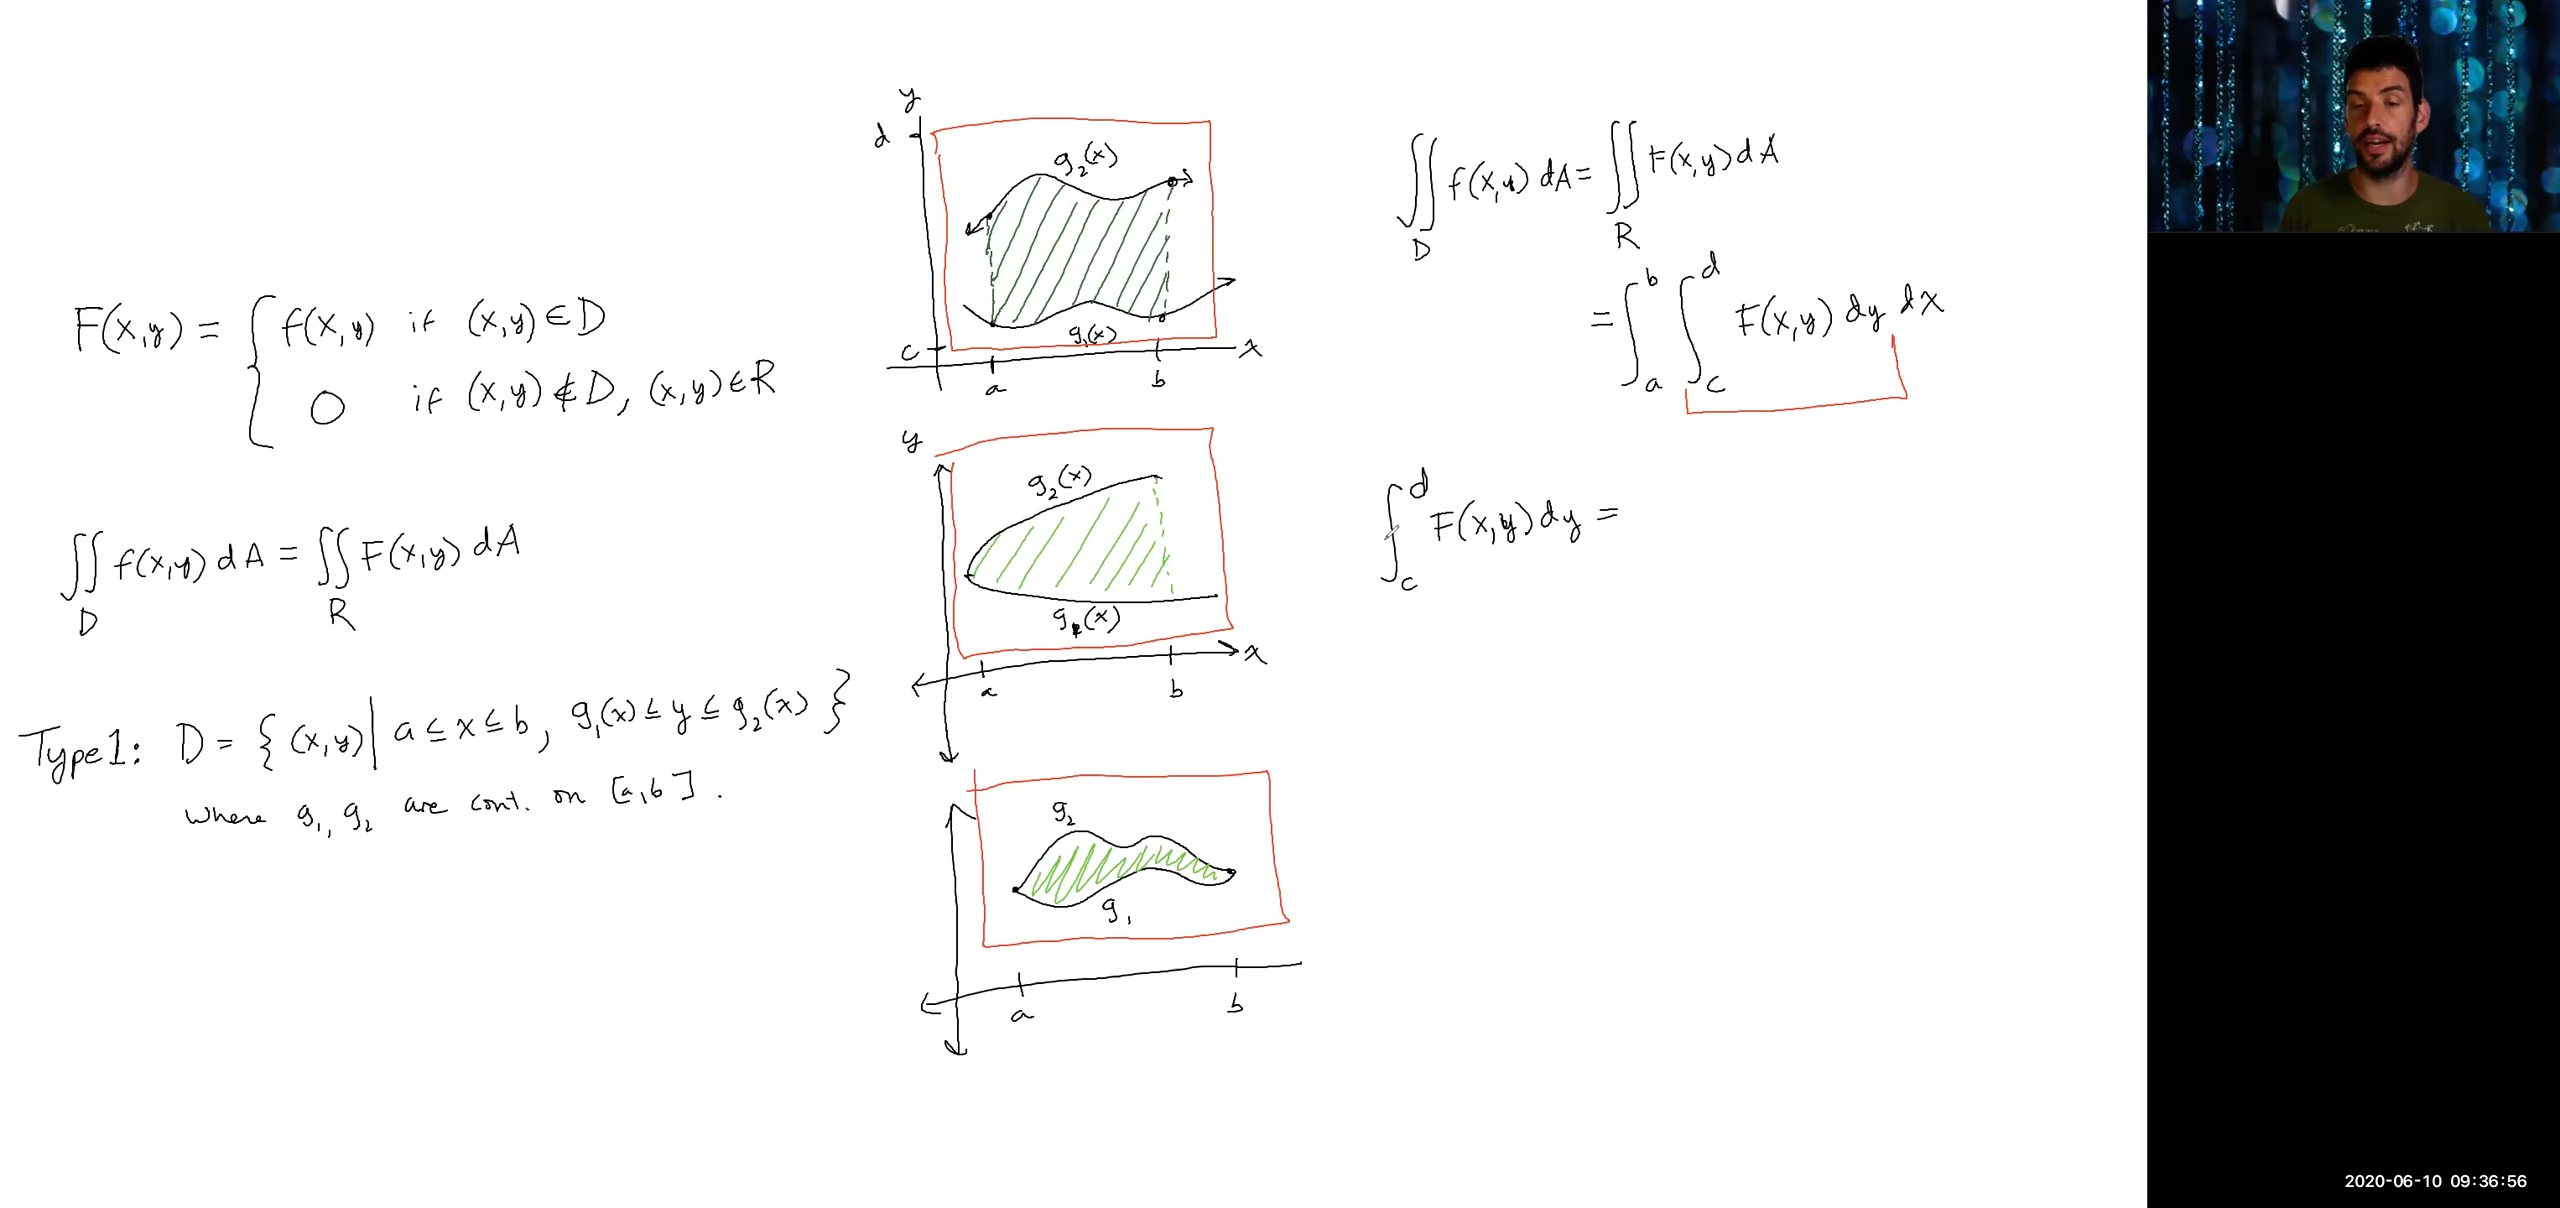 F(x,y) = { f(x,y) if (x,y) ∈ D
0 if (x,y) ∉ D, (x,y) ∈ R
∬_D f(x,y) dA = ∬_R F(x,y) dA
Type 1: D = { (x,y) | a ≤ x ≤ b, g₁(x) ≤ y ≤ g₂(x) }
where g₁, g₂ are cont. on [a,b].
y
d
g₂(x)
g₁(x)
c
x
a
b
y
g₂(x)
g₁(x)
x
a
b
g₂
g₁
a
b
∬_D f(x,y) dA = ∬_R F(x,y) dA
= ∫_a^b ∫_c^d F(x,y) dy dx
∫_c^d F(x,y) dy =
2020-06-10 09:36:56